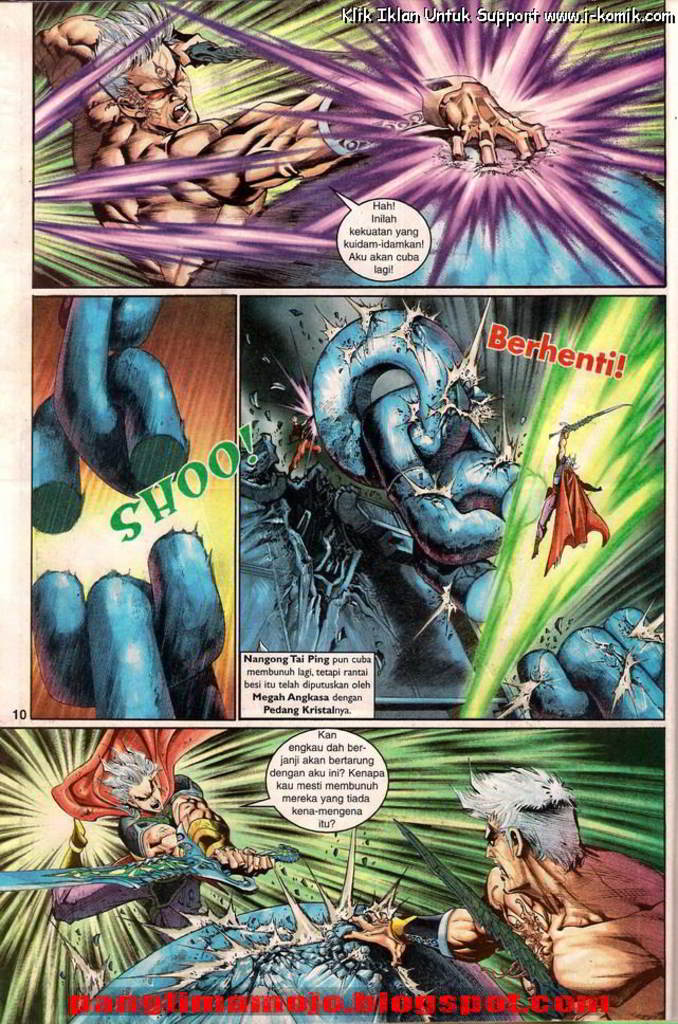 Klik Iklan Untuk Support www.i-komik.com
Hah!
Inilah
kekuatan yang
kuidam-idamkan!
Aku akan cuba
lagi!
SHOO!
Berhenti!
Nangong Tai Ping pun cuba
membunuh lagi, tetapi rantai
besi itu telah diputuskan oleh
Megah Angkasa dengan
Pedang Kristalnya.
10
Kan
engkau dah ber-
janji akan bertarung
dengan aku ini? Kenapa
kau mesti membunuh
mereka yang tiada
kena-mengena
itu?
panglimamojo.blogspot.com